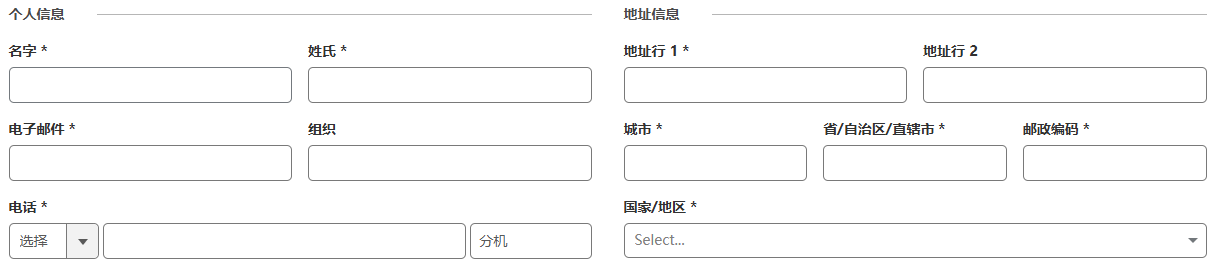 个人信息
名字 *
姓氏 *
电子邮件 *
组织
电话 *
选择
分机
地址信息
地址行 1 *
地址行 2
城市 *
省/自治区/直辖市 *
邮政编码 *
国家/地区 *
Select...